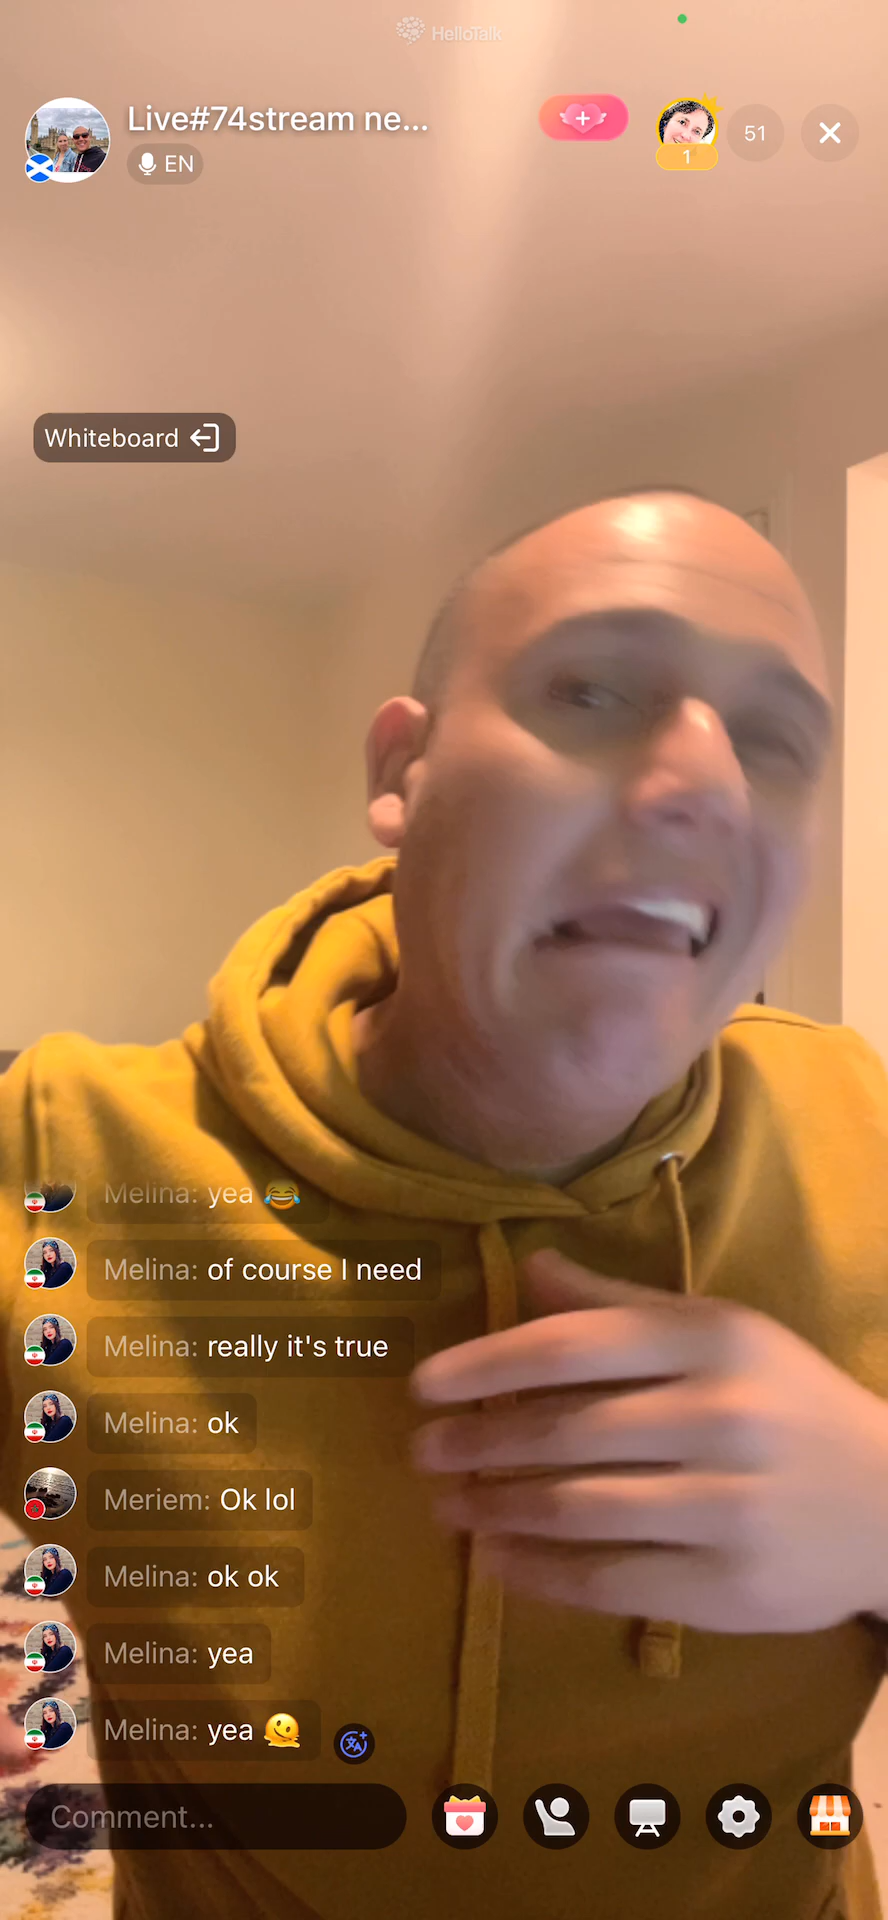 HelloTalk
Live#74stream ne...
EN
1
51
Whiteboard
Melina: yea 😂
Melina: of course I need
Melina: really it's true
Melina: ok
Meriem: Ok lol
Melina: ok ok
Melina: yea
Melina: yea 🫠
Comment...